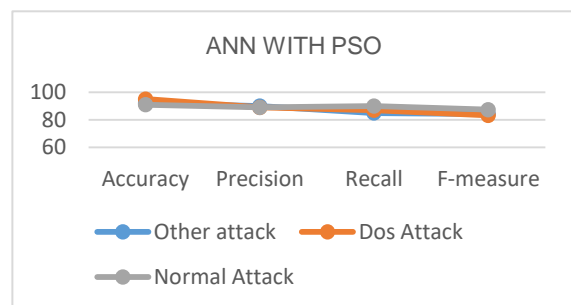 ANN WITH PSO
100
80
60
Accuracy Precision Recall F-measure
Other attack Dos Attack
Normal Attack